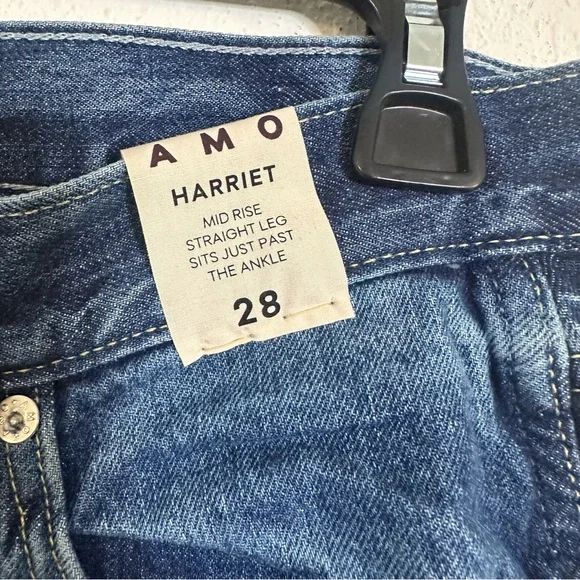 AMO
HARRIET
MID RISE
STRAIGHT LEG
SITS JUST PAST
THE ANKLE
28